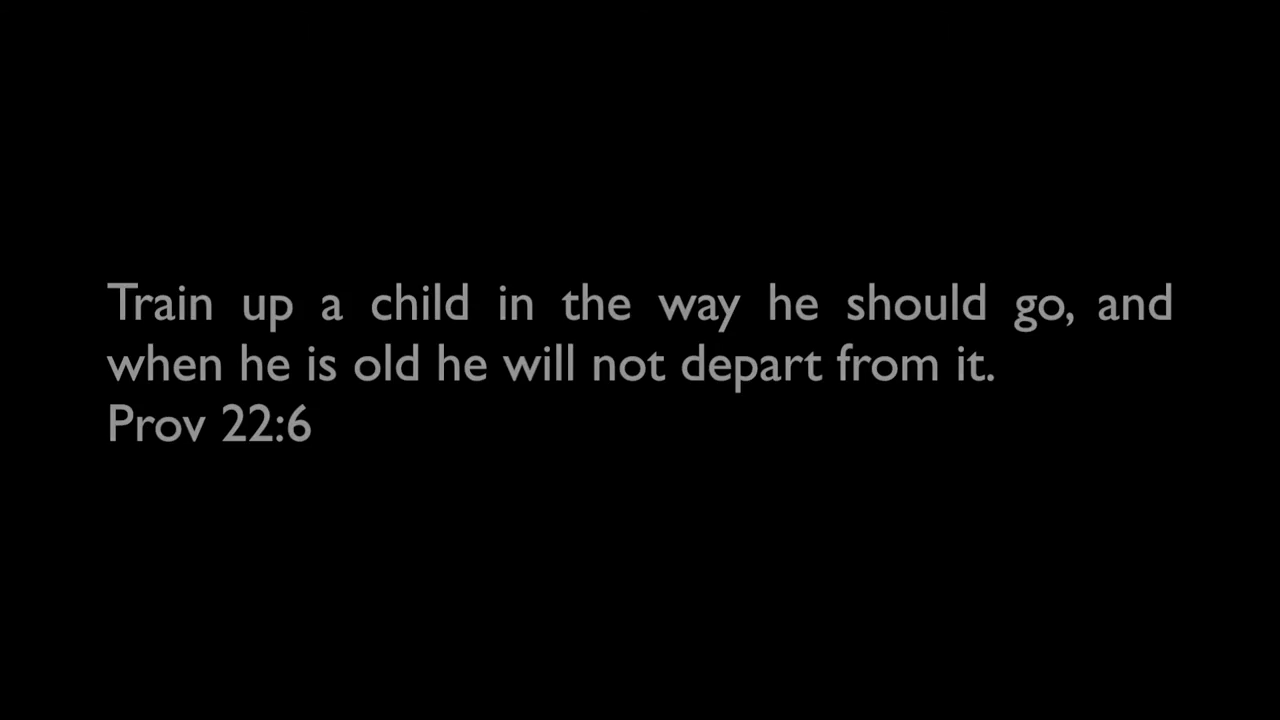 Train up a child in the way he should go, and
when he is old he will not depart from it.
Prov 22:6